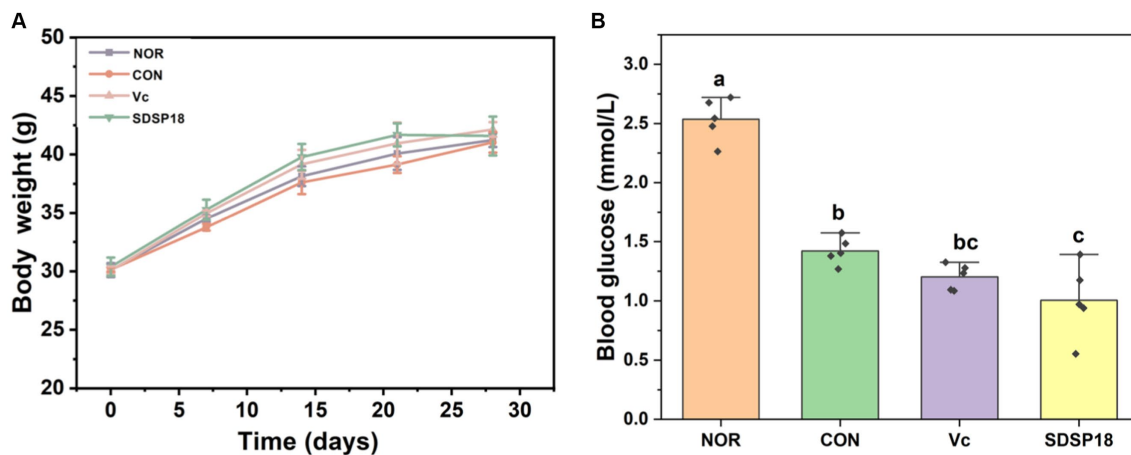 A
50
45
40
35
30
25
20
Body weight (g)
NOR
CON
Vc
SDSP18
0 5 10 15 20 25 30
Time (days)
B
3.0
2.5
2.0
1.5
1.0
0.5
0.0
Blood glucose (mmol/L)
a
b
bc
c
NOR CON Vc SDSP18